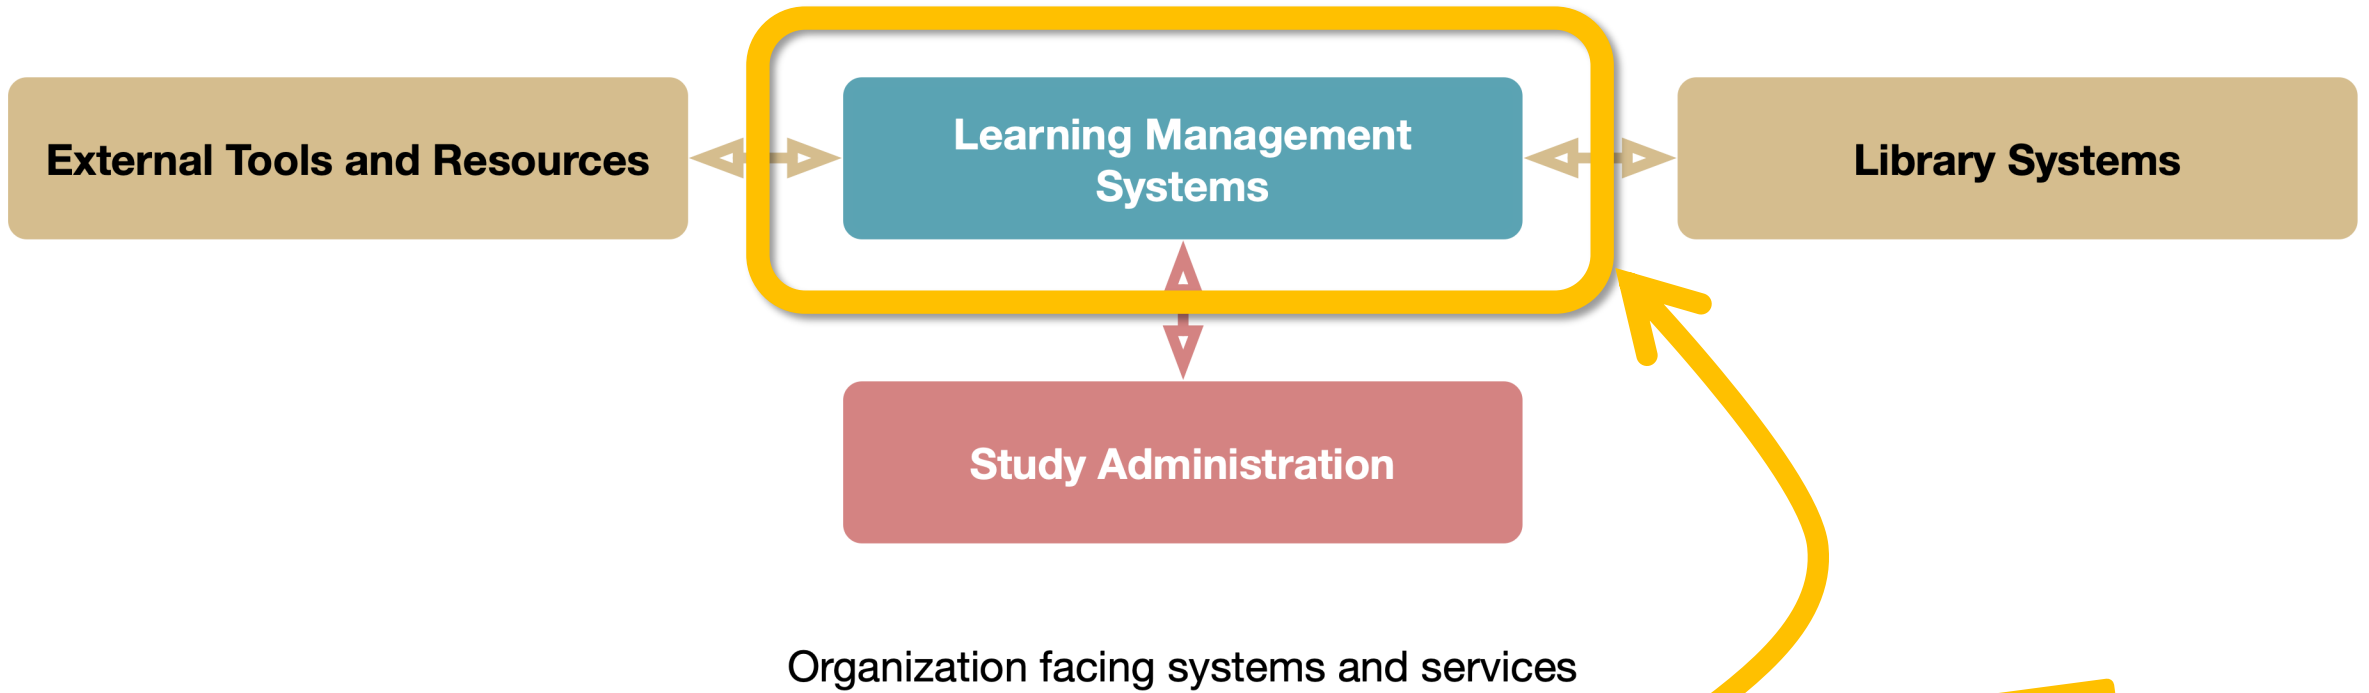 External Tools and Resources
Learning Management
Systems
Library Systems
Study Administration
Organization facing systems and services